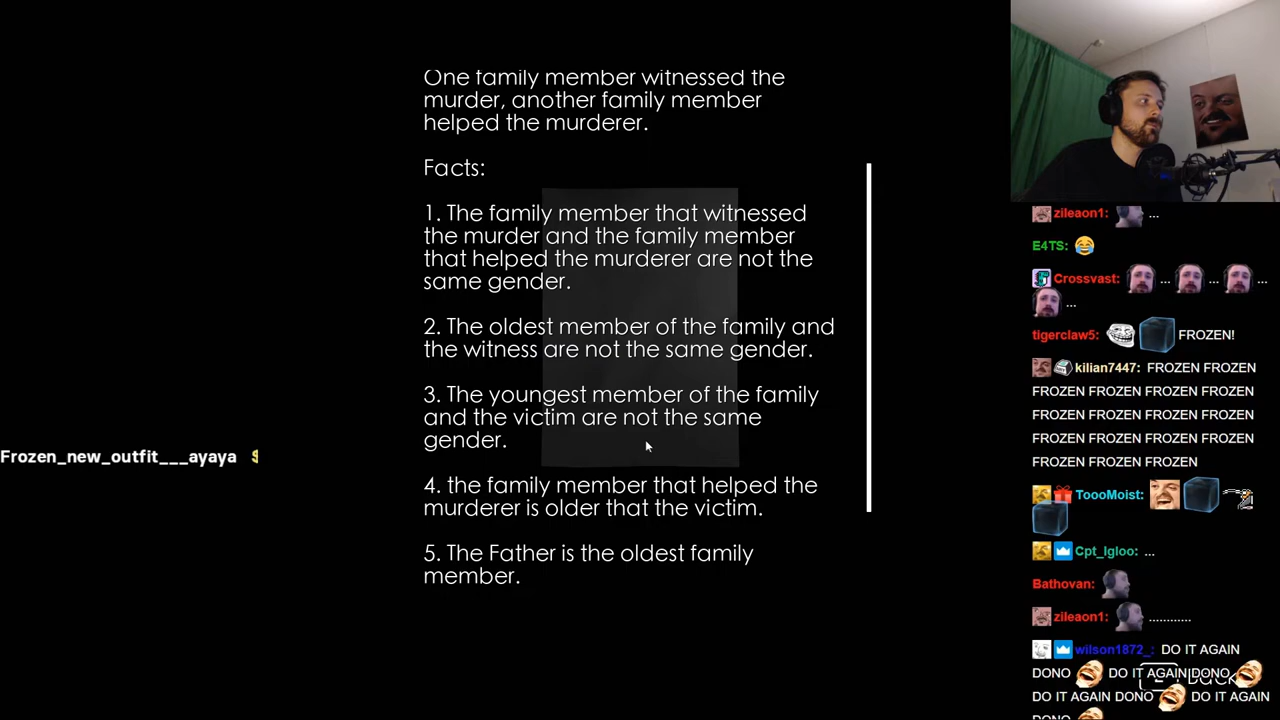 One family member witnessed the
murder, another family member
helped the murderer.
Facts:
1. The family member that witnessed
the murder and the family member
that helped the murderer are not the
same gender.
2. The oldest member of the family and
the witness are not the same gender.
3. The youngest member of the family
and the victim are not the same
gender.
4. the family member that helped the
murderer is older that the victim.
5. The Father is the oldest family
member.
Frozen_new_outfit___ayaya $
zileaon1: ...
E4TS:
Crossvast: ... ... ...
...
tigerclaw5: FROZEN!
kilian7447: FROZEN FROZEN
FROZEN FROZEN FROZEN FROZEN
FROZEN FROZEN FROZEN FROZEN
FROZEN FROZEN FROZEN FROZEN
FROZEN FROZEN FROZEN
ToooMoist:
Cpt_Igloo: ...
Bathovan:
zileaon1: ............
wilson1872_: DO IT AGAIN
DONO DO IT AGAIN DONO
DO IT AGAIN DONO DO IT AGAIN
DONO